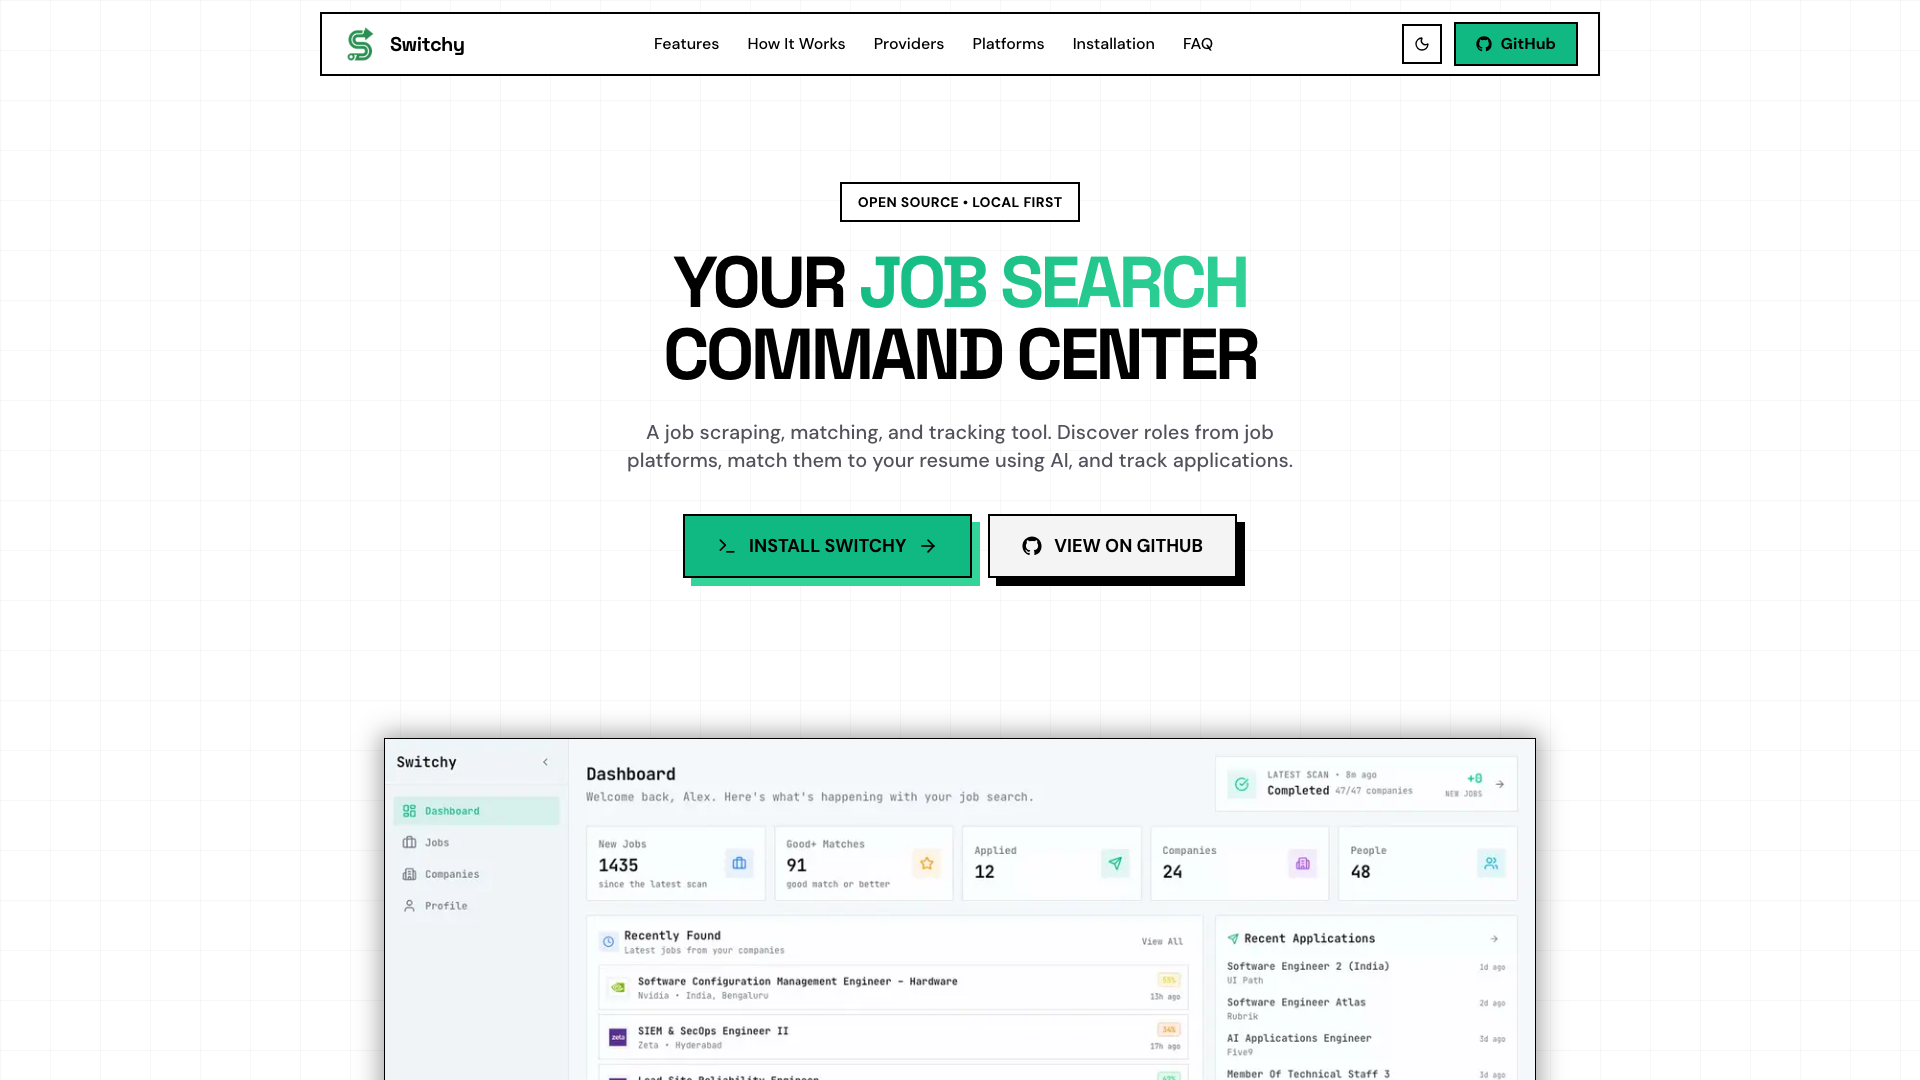 Switchy
Features
How It Works
Providers
Platforms
Installation
FAQ
GitHub
OPEN SOURCE • LOCAL FIRST
YOUR JOB SEARCH
COMMAND CENTER
A job scraping, matching, and tracking tool. Discover roles from job
platforms, match them to your resume using AI, and track applications.
INSTALL SWITCHY
VIEW ON GITHUB
Switchy
Dashboard
Jobs
Companies
Profile
Dashboard
Welcome back, Alex. Here's what's happening with your job search.
LATEST SCAN • 8m ago
Completed 47/47 companies
+0
NEW JOBS
New Jobs
1435
since the latest scan
Good+ Matches
91
good match or better
Applied
12
Companies
24
People
48
Recently Found
Latest jobs from your companies
View All
Software Configuration Management Engineer – Hardware
Nvidia • India, Bengaluru
13h ago
zeta
SIEM & SecOps Engineer II
Zeta • Hyderabad
34%
17h ago
Lead Site Reliability Engineer
Recent Applications
Software Engineer 2 (India)
UI Path
1d ago
Software Engineer Atlas
Rubrik
2d ago
AI Applications Engineer
Five9
3d ago
Member Of Technical Staff 3
3d ago